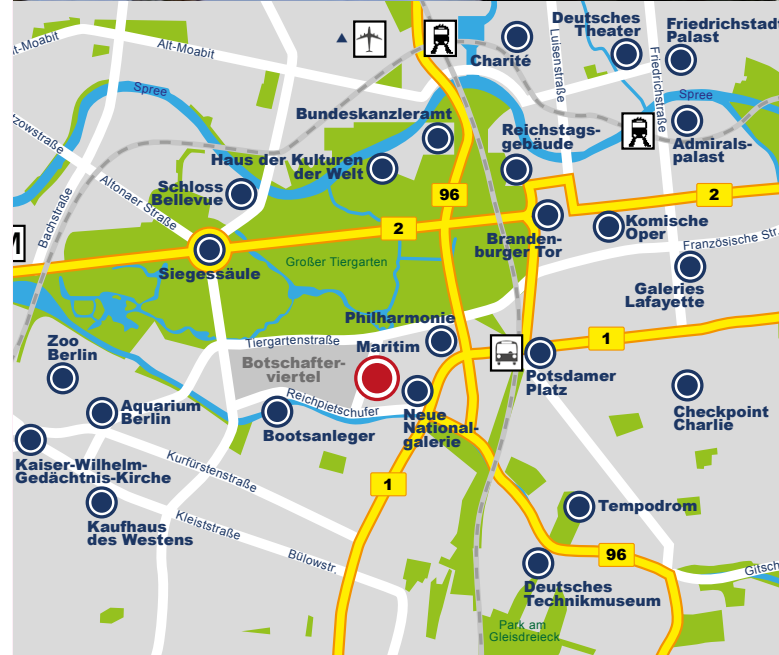 Alt-Moabit
Alt-Moabit
Deutsches
Theater
Friedrichstadt
Palast
Charité
Luisenstraße
Friedrichstraße
Spree
Spree
Bundeskanzleramt
Reichstags-
gebäude
Admirals-
palast
Haus der Kulturen
der Welt
Schloss
Bellevue
Altonaer Straße
Bachstraße
96
2
2
Branden-
burger Tor
Komische
Oper
Französische Str.
Siegessäule
Großer Tiergarten
Galeries
Lafayette
Philharmonie
Tiergartenstraße
Maritim
1
Zoo
Berlin
Botschafter-
viertel
Potsdamer
Platz
Reichpietschufer
Aquarium
Berlin
Bootsanleger
Neue
National-
galerie
Checkpoint
Charlie
Kaiser-Wilhelm-
Gedächtnis-Kirche
Kurfürstenstraße
1
Kaufhaus
des Westens
Kleiststraße
Bülowstr.
Tempodrom
96
Deutsches
Technikmuseum
Park am
Gleisdreieck